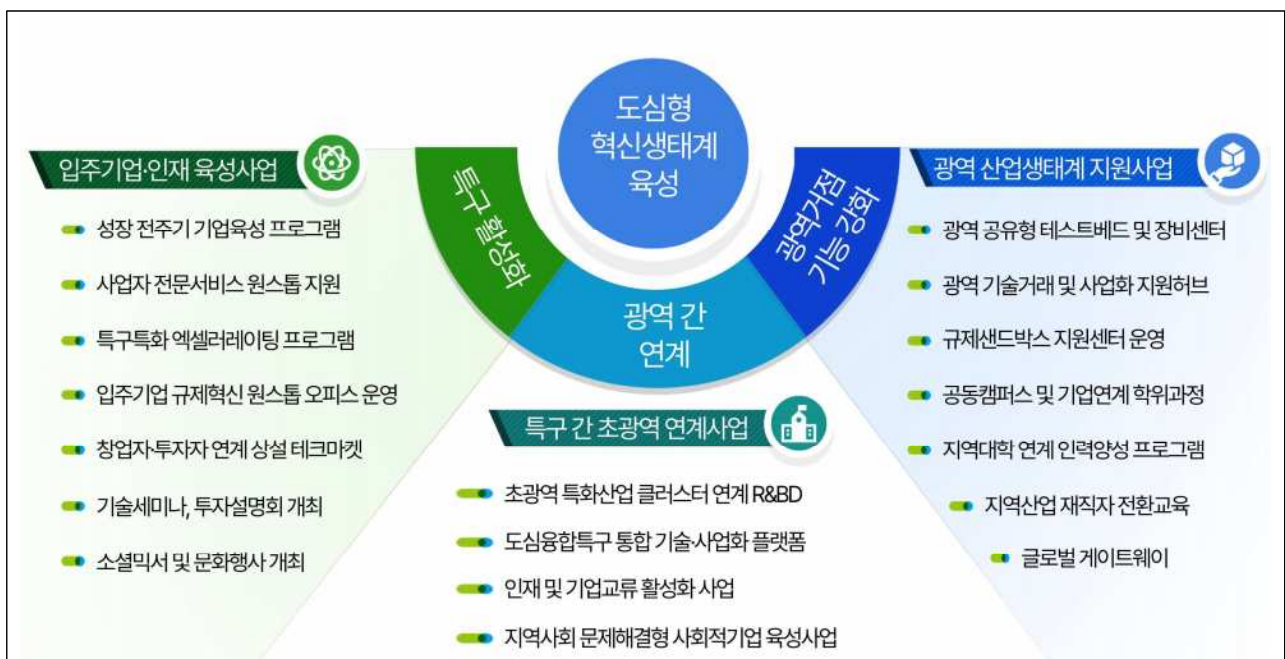 도심형
혁신생태계
육성
특구 활성화
광역 간
연계
광역거점
기능 강화
입주기업·인재 육성사업
성장 전주기 기업육성 프로그램
사업자 전문서비스 원스톱 지원
특구특화 엑셀러레이팅 프로그램
입주기업 규제혁신 원스톱 오피스 운영
창업자·투자자 연계 상설 테크마켓
기술세미나, 투자설명회 개최
소셜믹서 및 문화행사 개최
특구 간 초광역 연계사업
초광역 특화산업 클러스터 연계 R&BD
도심융합특구 통합 기술·사업화 플랫폼
인재 및 기업교류 활성화 사업
지역사회 문제해결형 사회적기업 육성사업
광역 산업생태계 지원사업
광역 공유형 테스트베드 및 장비센터
광역 기술거래 및 사업화 지원허브
규제샌드박스 지원센터 운영
공동캠퍼스 및 기업연계 학위과정
지역대학 연계 인력양성 프로그램
지역산업 재직자 전환교육
글로벌 게이트웨이